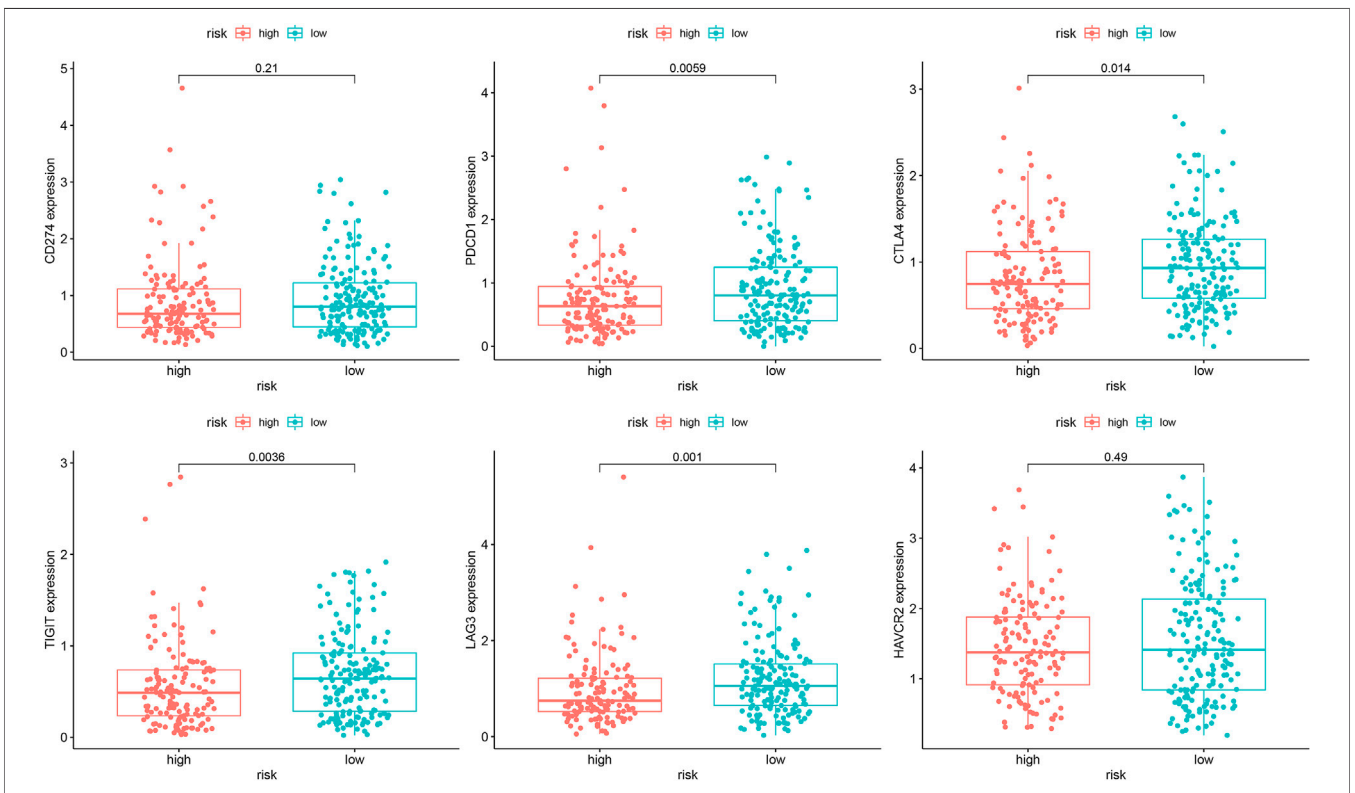 risk high low
0.21
5
4
3
2
1
0
CD274 expression
high low
risk
risk high low
0.0059
4
3
2
1
0
PDCD1 expression
high low
risk
risk high low
0.014
3
2
1
0
CTLA4 expression
high low
risk
risk high low
0.0036
3
2
1
0
TIGIT expression
high low
risk
risk high low
0.001
4
2
0
LAG3 expression
high low
risk
risk high low
0.49
4
3
2
1
HAVCR2 expression
high low
risk